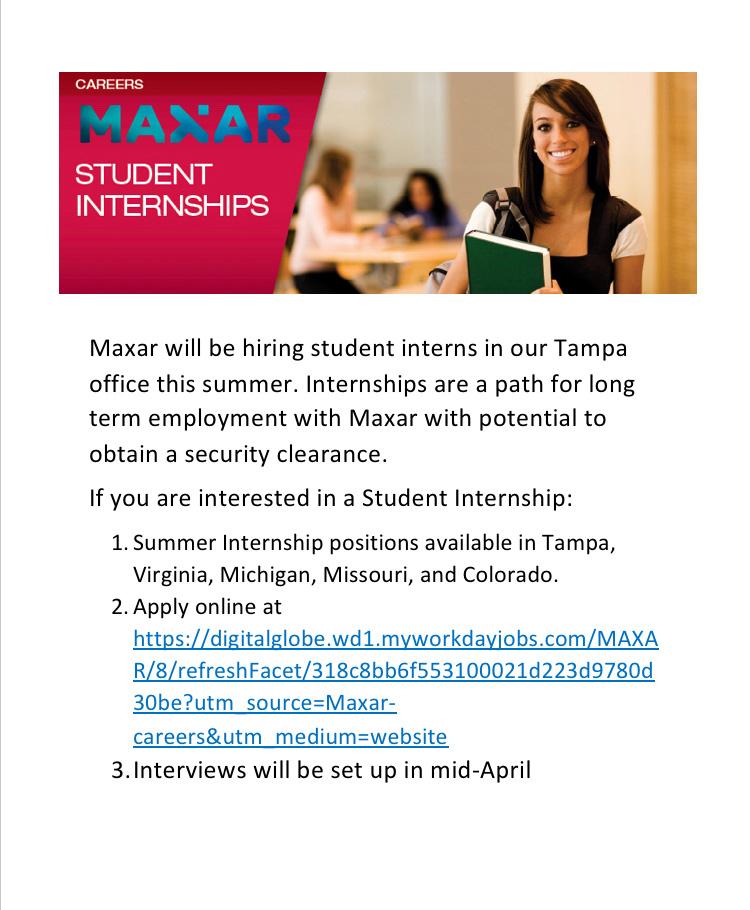 CAREERS
MAXAR
STUDENT
INTERNSHIPS
Maxar will be hiring student interns in our Tampa
office this summer. Internships are a path for long
term employment with Maxar with potential to
obtain a security clearance.
If you are interested in a Student Internship:
1. Summer Internship positions available in Tampa,
Virginia, Michigan, Missouri, and Colorado.
2. Apply online at
https://digitalglobe.wd1.myworkdayjobs.com/MAXA
R/8/refreshFacet/318c8bb6f553100021d223d9780d
30be?utm_source=Maxar-
careers&utm_medium=website
3. Interviews will be set up in mid-April